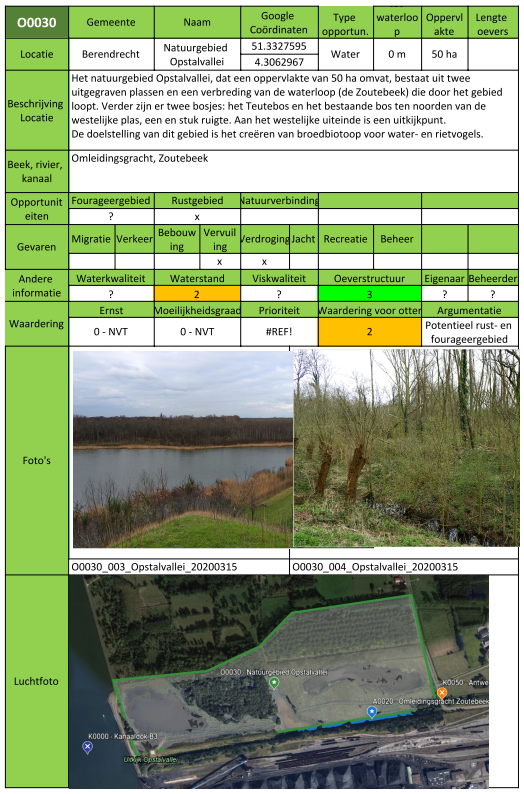 O0030 Gemeente Naam Google Coördinaten Type opportun. waterloop Oppervlakte Lengte oevers
Locatie Berendrecht Natuurgebied Opstalvallei 51.3327595 4.3062967 Water 0 m 50 ha
Beschrijving Locatie
Het natuurgebied Opstalvallei, dat een oppervlakte van 50 ha omvat, bestaat uit twee
uitgegraven plassen en een verbreding van de waterloop (de Zoutebeek) die door het gebied
loopt. Verder zijn er twee bosjes: het Teutebos en het bestaande bos ten noorden van de
westelijke plas, een en stuk ruigte. Aan het westelijke uiteinde is een uitkijkpunt.
De doelstelling van dit gebied is het creëren van broedbiotoop voor water- en rietvogels.
Beek, rivier, kanaal
Omleidingsgracht, Zoutebeek
Opportuniteiten Fourageergebied Rustgebied Natuurverbinding
? x
Gevaren Migratie Verkeer Bebouwing Vervuiling Verdroging Jacht Recreatie Beheer
x x
Andere informatie Waterkwaliteit Waterstand Viskwaliteit Oeverstructuur Eigenaar Beheerder
? 2 ? 3 ? ?
Waardering Ernst Moeilijkheidsgraad Prioriteit Waardering voor otter Argumentatie
0 - NVT 0 - NVT #REF! 2 Potentieel rust- en fourageergebied
Foto's
O0030_003_Opstalvallei_20200315 O0030_004_Opstalvallei_20200315
Luchtfoto
O0030 - Natuurgebied Opstalvallei
K0050 - Antwe
A0020 - Omleidingsgracht Zoutebeek
K0000 - Kanaaldok B3
Uitkijk Opstalvallei